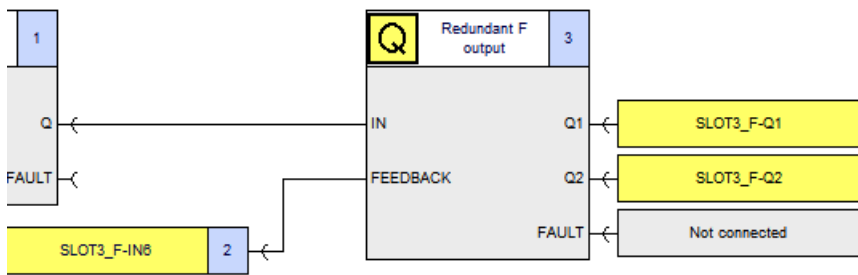 1
Q
FAULT
SLOT3_F-IN6
2
Q
Redundant F
output
3
IN
FEEDBACK
Q1
Q2
FAULT
SLOT3_F-Q1
SLOT3_F-Q2
Not connected